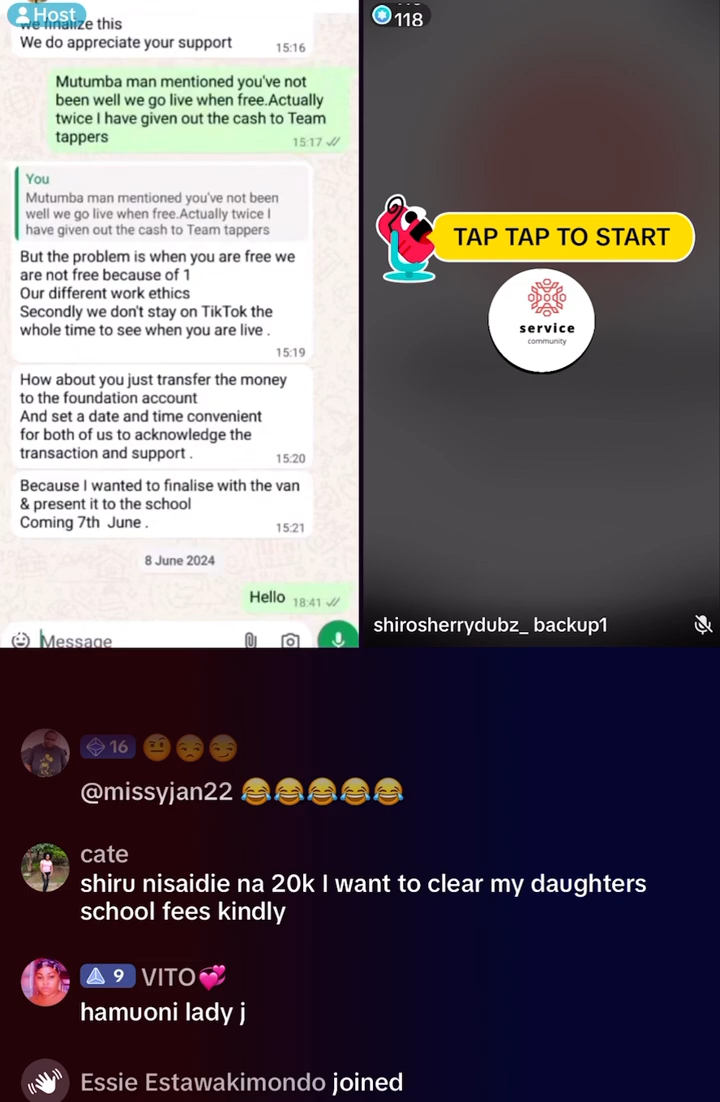 Host
we finalize this
We do appreciate your support
15:16
Mutumba man mentioned you've not
been well we go live when free.Actually
twice I have given out the cash to Team
tappers
15:17
You
Mutumba man mentioned you've not been
well we go live when free.Actually twice I
have given out the cash to Team tappers
But the problem is when you are free we
are not free because of 1
Our different work ethics
Secondly we don't stay on TikTok the
whole time to see when you are live .
15:19
How about you just transfer the money
to the foundation account
And set a date and time convenient
for both of us to acknowledge the
transaction and support .
15:20
Because I wanted to finalise with the van
& present it to the school
Coming 7th June .
15:21
8 June 2024
Hello 18:41
Message
118
TAP TAP TO START
service
community
shirosherrydubz_ backup1
16 🤨😒😏
@missyjan22 😂😂😂😂😂
cate
shiru nisaidie na 20k I want to clear my daughters
school fees kindly
9 VITO💞
hamuoni lady j
Essie Estawakimondo joined